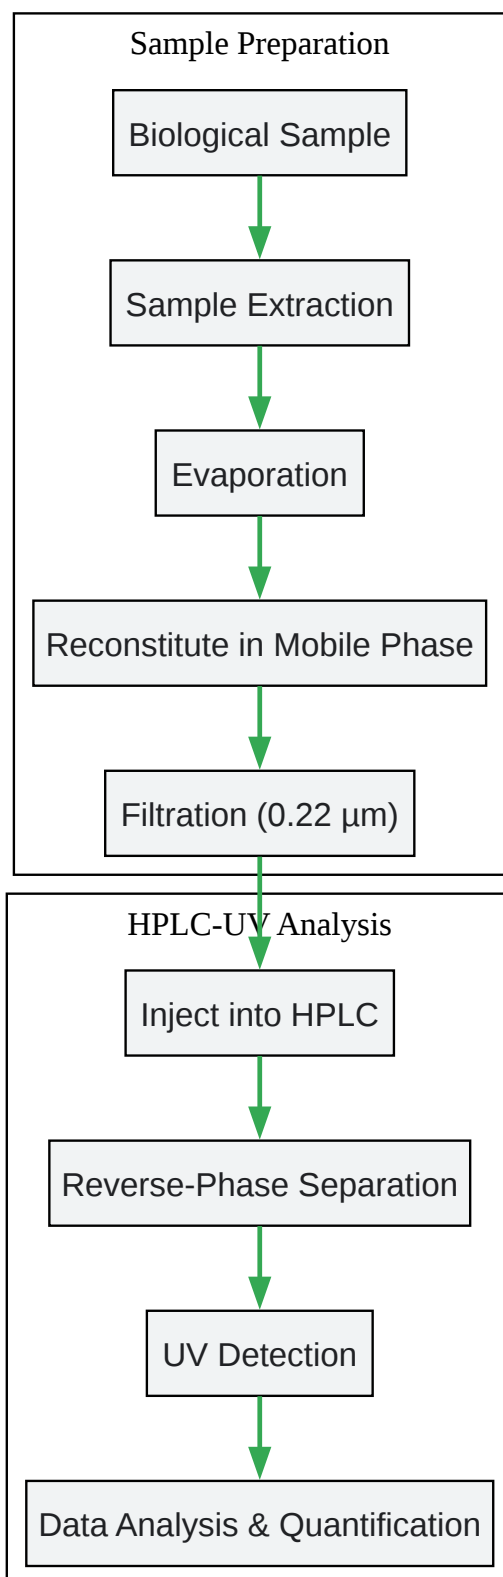 Sample Preparation
Biological Sample
Sample Extraction
Evaporation
Reconstitute in Mobile Phase
Filtration (0.22 µm)
HPLC-UV Analysis
Inject into HPLC
Reverse-Phase Separation
UV Detection
Data Analysis & Quantification